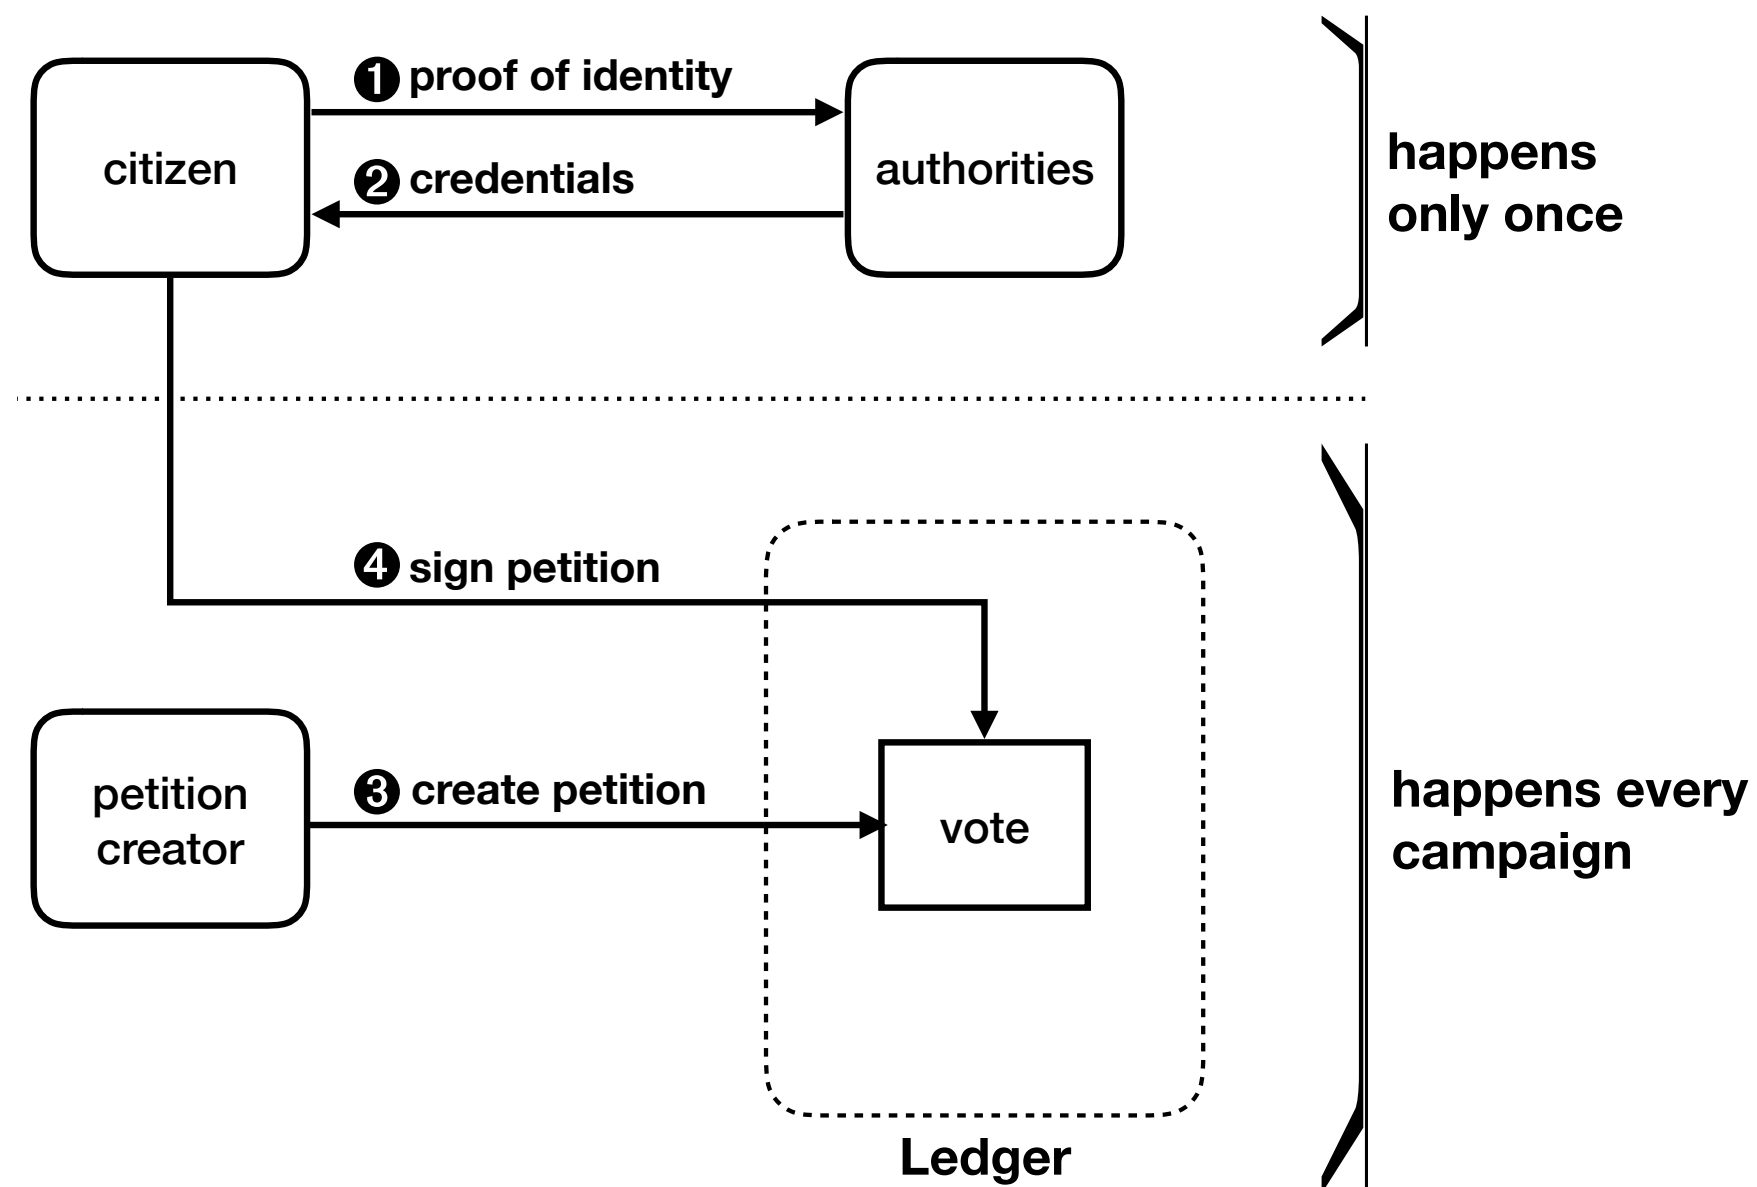 ❶ proof of identity
citizen
❷ credentials
authorities
happens
only once
❹ sign petition
petition
creator
❸ create petition
vote
happens every
campaign
Ledger